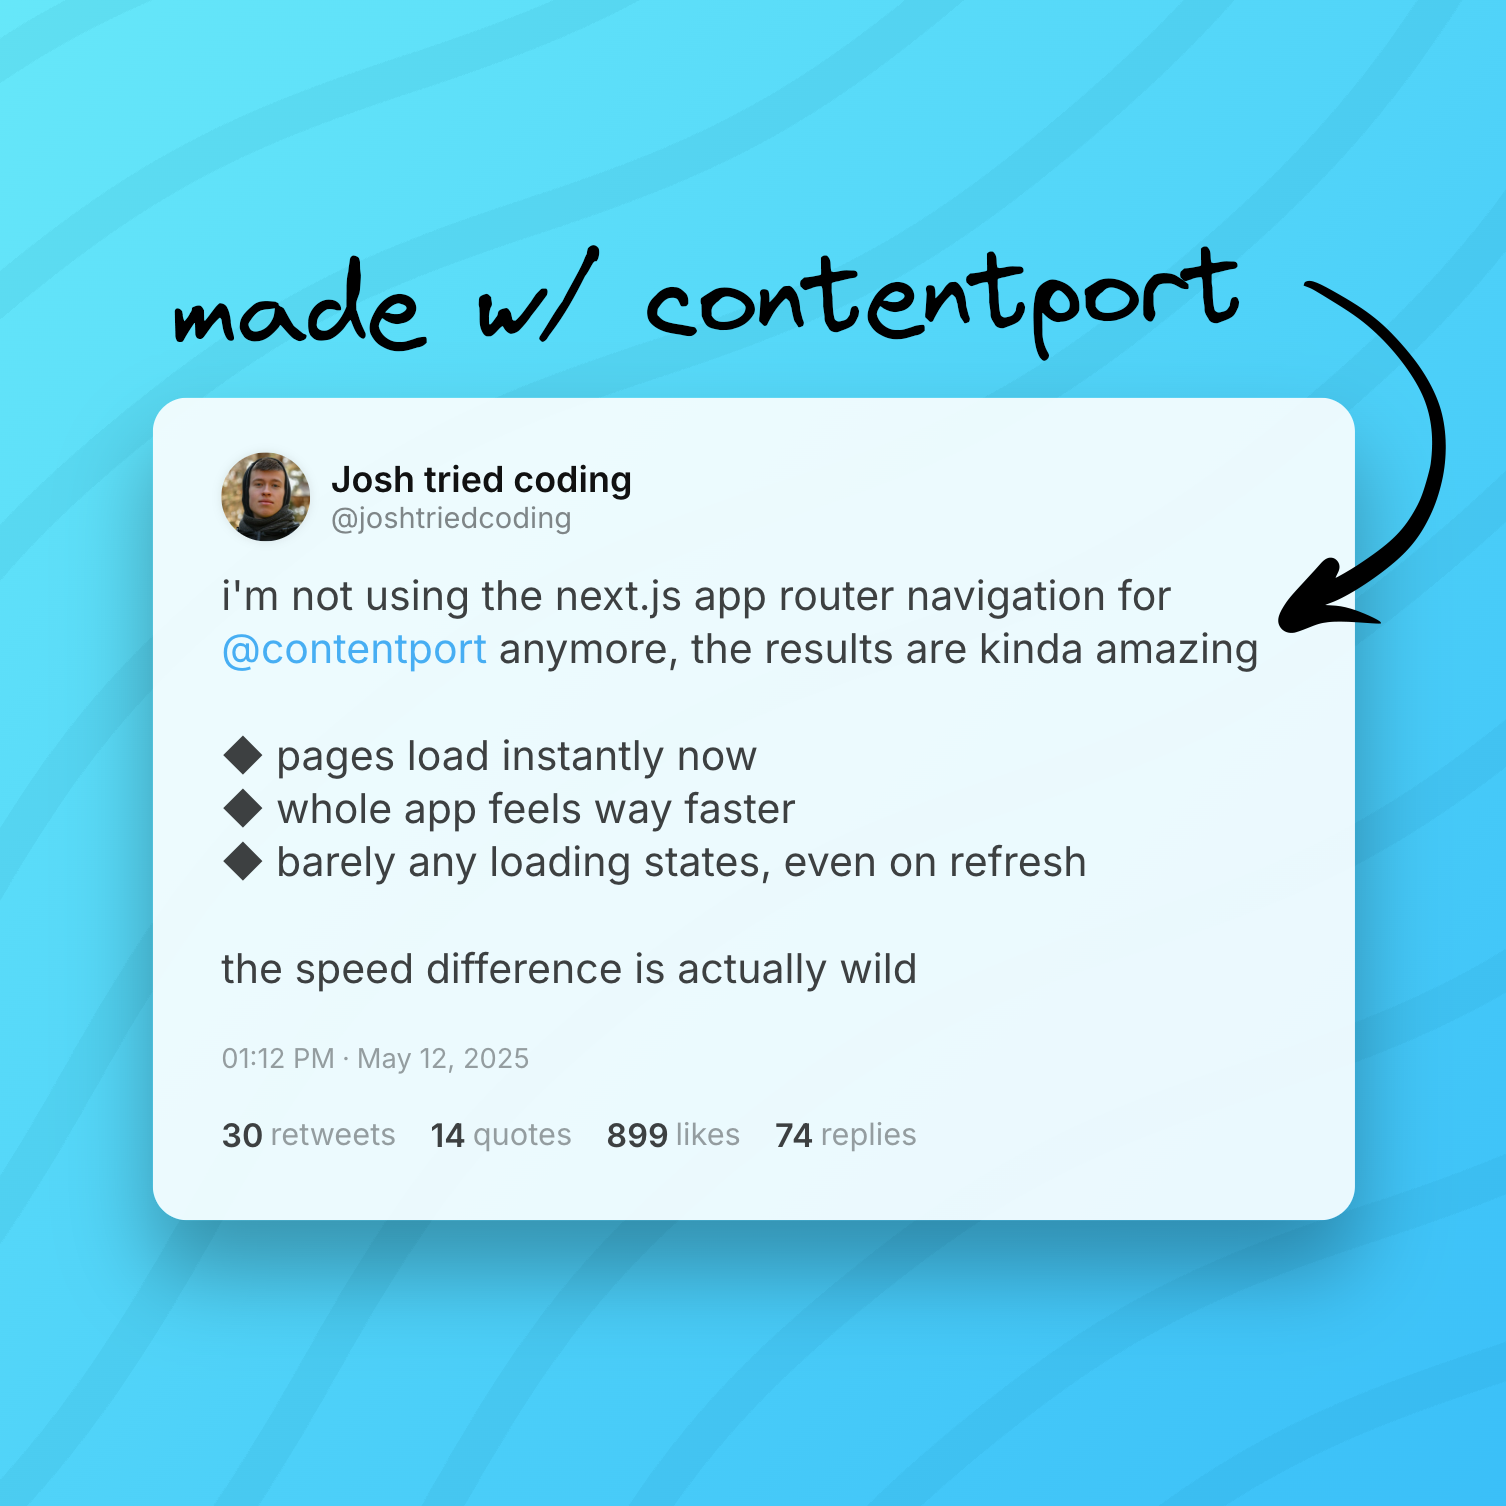 made w/ contentport
Josh tried coding
@joshtriedcoding
i'm not using the next.js app router navigation for
@contentport anymore, the results are kinda amazing
◆ pages load instantly now
◆ whole app feels way faster
◆ barely any loading states, even on refresh
the speed difference is actually wild
01:12 PM · May 12, 2025
30 retweets 14 quotes 899 likes 74 replies